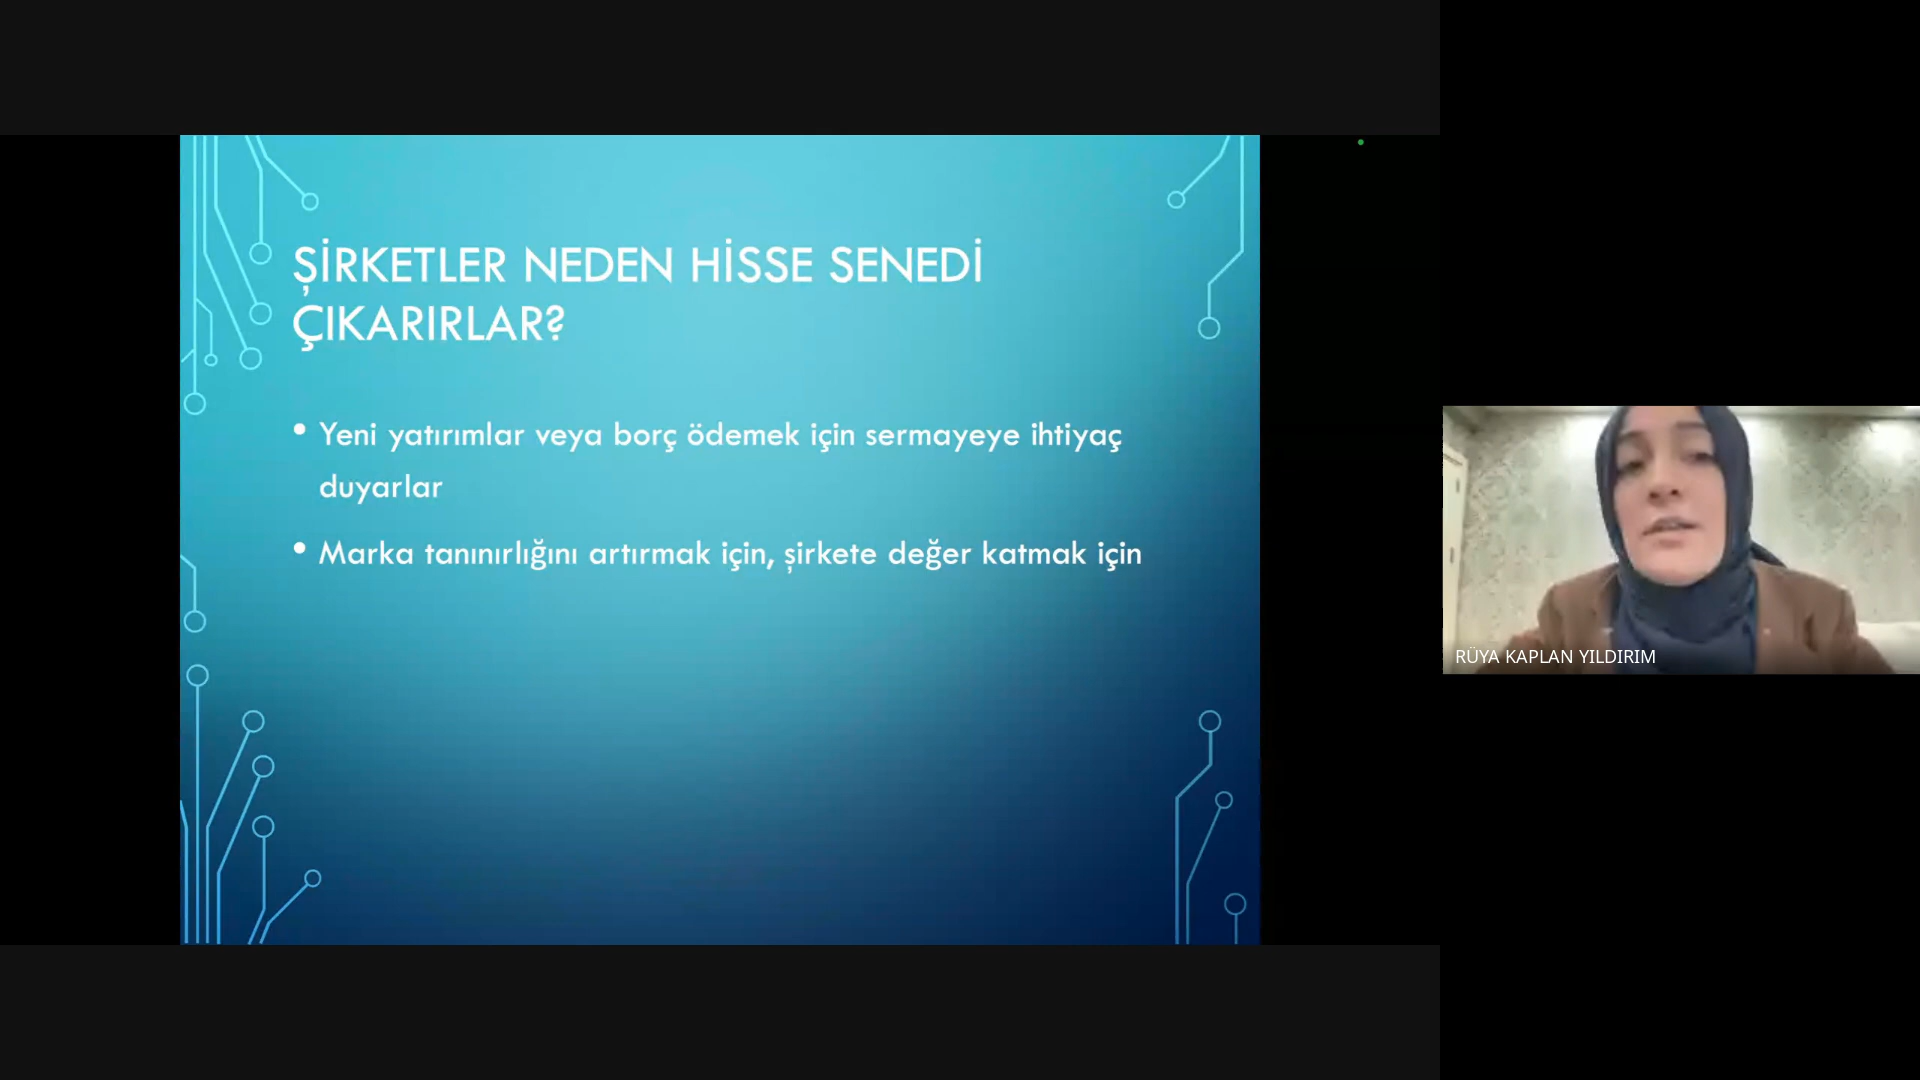 ŞİRKETLER NEDEN HİSSE SENEDİ
ÇIKARIRLAR?
• Yeni yatırımlar veya borç ödemek için sermayeye ihtiyaç
duyarlar
• Marka tanınırlığını artırmak için, şirkete değer katmak için
RÜYA KAPLAN YILDIRIM